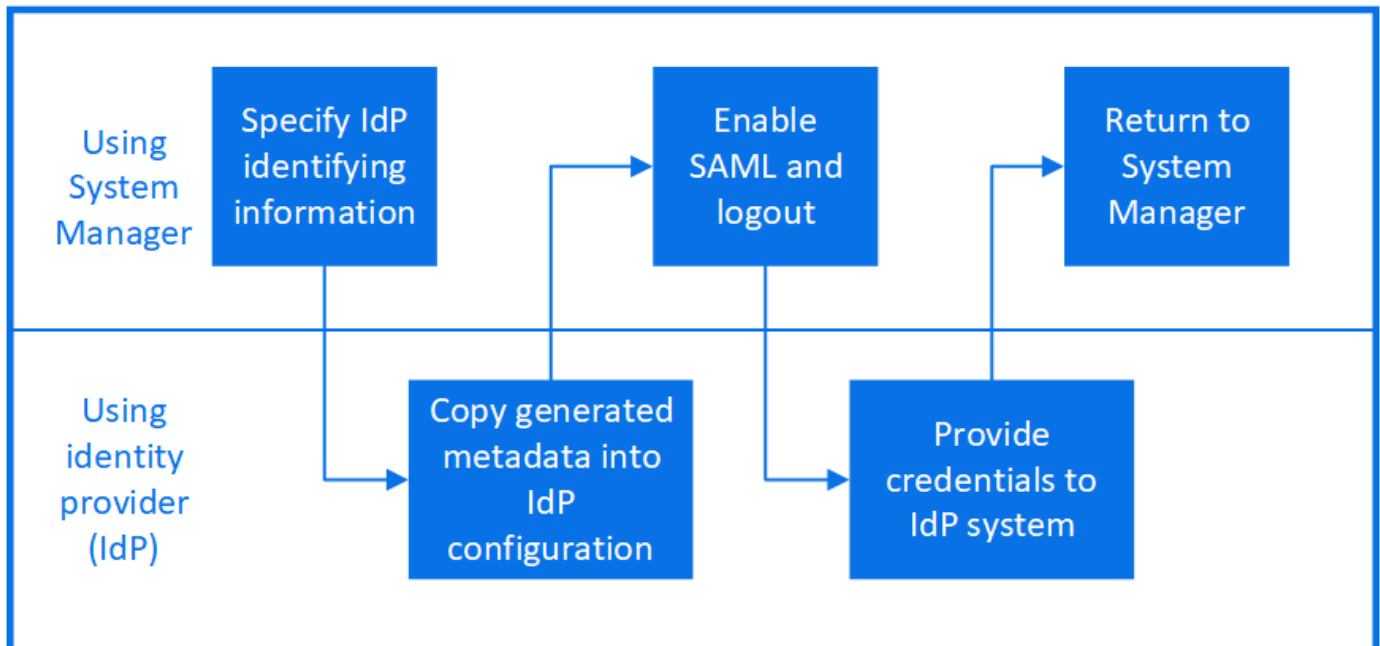 Using
System
Manager
Specify IdP
identifying
information
Enable
SAML and
logout
Return to
System
Manager
Using
identity
provider
(IdP)
Copy generated
metadata into
IdP
configuration
Provide
credentials to
IdP system